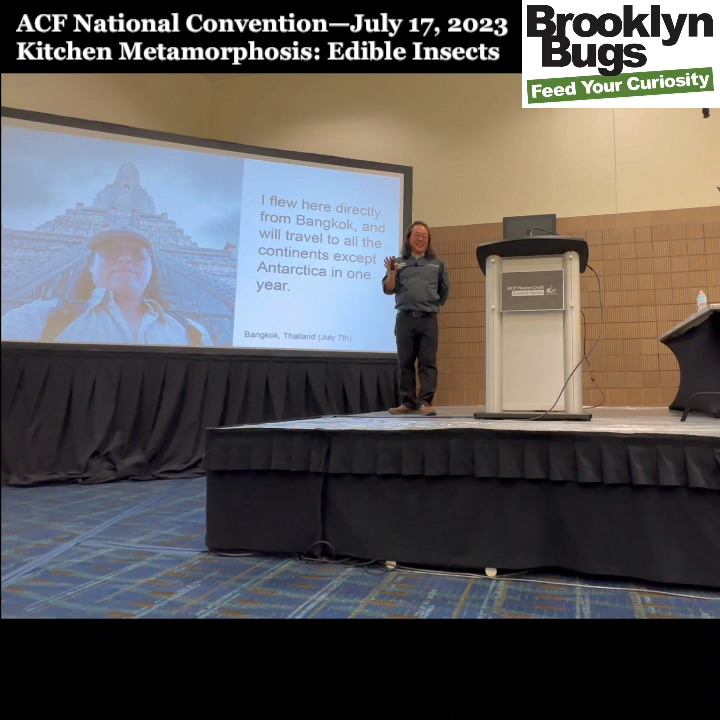 ACF National Convention—July 17, 2023
Kitchen Metamorphosis: Edible Insects
Brooklyn
Bugs
Feed Your Curiosity
I flew here directly
from Bangkok, and
will travel to all the
continents except
Antarctica in one
year.
Bangkok, Thailand (July 7th)
ACF MasterCraft